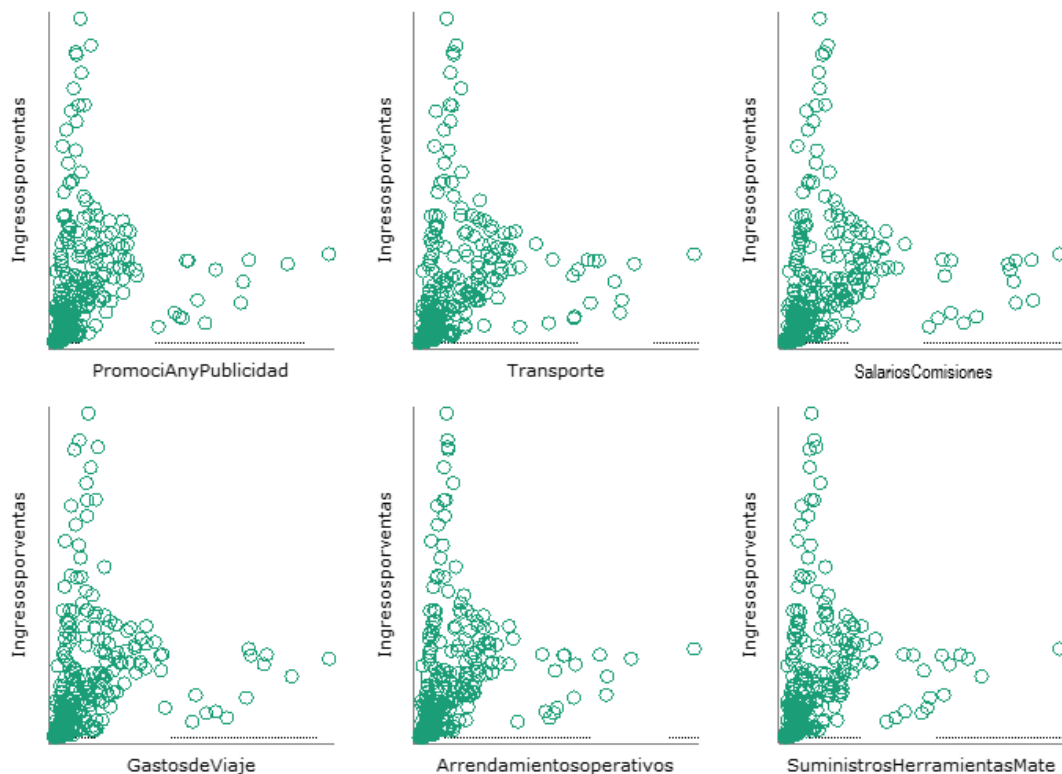 Ingresosporventas
Ingresosporventas
Ingresosporventas
PromociAnyPublicidad
Transporte
SalariosComisiones
Ingresosporventas
Ingresosporventas
Ingresosporventas
GastosdeViaje
Arrendamientosoperativos
SuministrosHerramientasMate